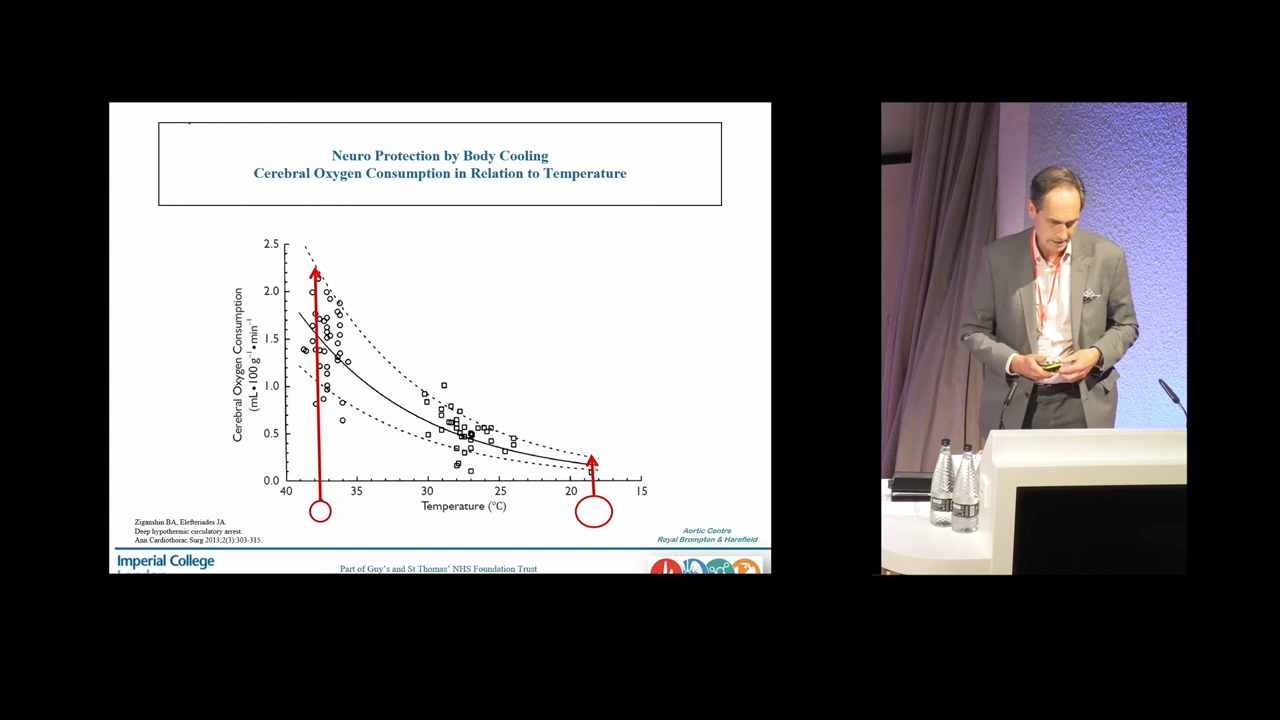 Neuro Protection by Body Cooling
Cerebral Oxygen Consumption in Relation to Temperature
2.5
2.0
1.5
1.0
0.5
0.0
Cerebral Oxygen Consumption
(mL•100 g⁻¹•min⁻¹)
40
35
30
25
20
15
Temperature (°C)
Ziganshin BA, Elefteriades JA.
Deep hypothermic circulatory arrest.
Ann Cardiothorac Surg 2013;2(3):303-315.
Aortic Centre
Royal Brompton & Harefield
Imperial College
Part of Guy's and St Thomas' NHS Foundation Trust